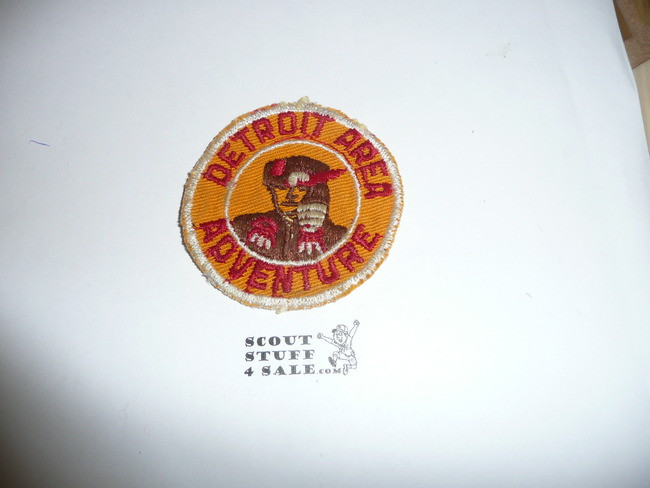 DETROIT AREA
ADVENTURE
SCOUT
STUFF
4 SALE.COM